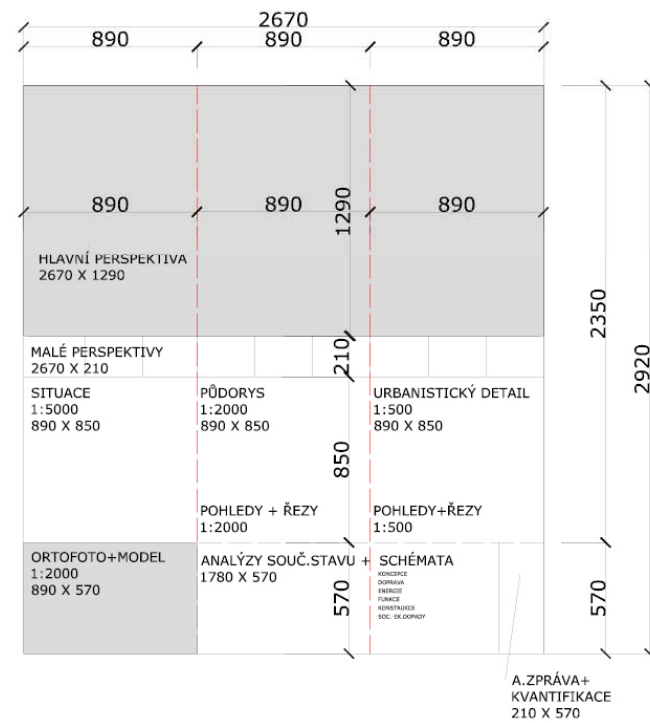 2670
890 890 890
890 890 890
1290
HLAVNÍ PERSPEKTIVA
2670 X 1290
2350
2920
210
MALÉ PERSPEKTIVY
2670 X 210
SITUACE
1:5000
890 X 850
PŮDORYS
1:2000
890 X 850
URBANISTICKÝ DETAIL
1:500
890 X 850
850
POHLEDY + ŘEZY
1:2000
POHLEDY+ŘEZY
1:500
ORTOFOTO+MODEL
1:2000
890 X 570
ANALÝZY SOUČ.STAVU + SCHÉMATA
1780 X 570
KONCEPCE
DOPRAVA
ENERGIE
FUNKCE
KONSTRUKCE
SOC. EK.DOPADY
570
570
A.ZPRÁVA+
KVANTIFIKACE
210 X 570